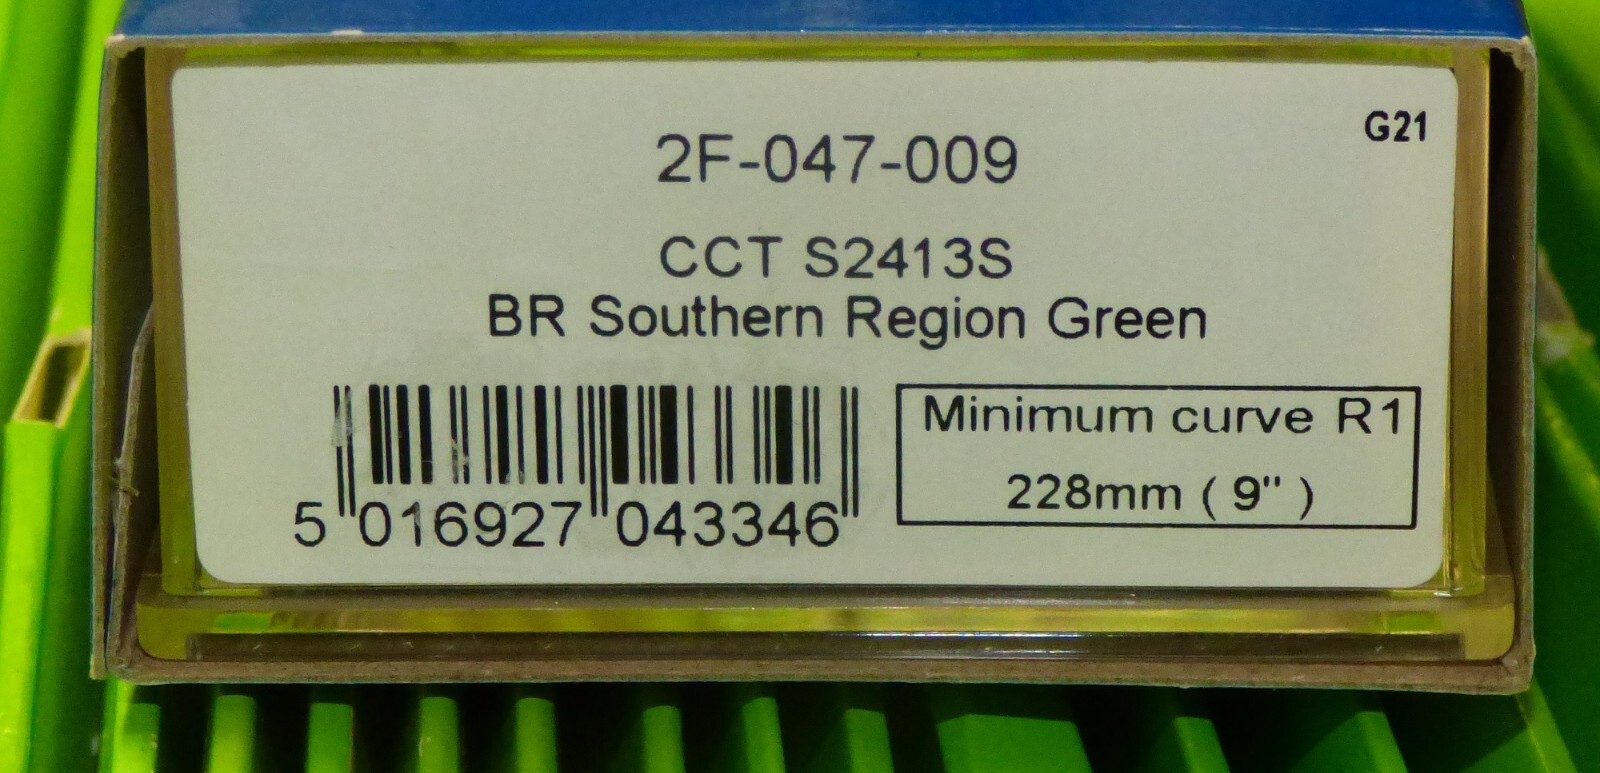 G21
2F-047-009
CCT S2413S
BR Southern Region Green
Minimum curve R1
228mm ( 9" )
5 016927 043346